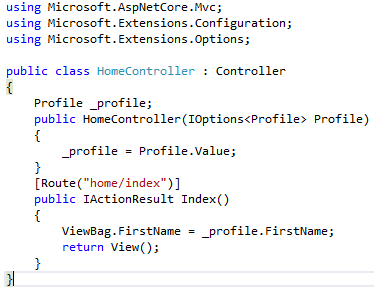 using Microsoft.AspNetCore.Mvc;
using Microsoft.Extensions.Configuration;
using Microsoft.Extensions.Options;

public class HomeController : Controller
{
    Profile _profile;
    public HomeController(IOptions<Profile> Profile)
    {
        _profile = Profile.Value;
    }
    [Route("home/index")]
    public IActionResult Index()
    {
        ViewBag.FirstName = _profile.FirstName;
        return View();
    }
}